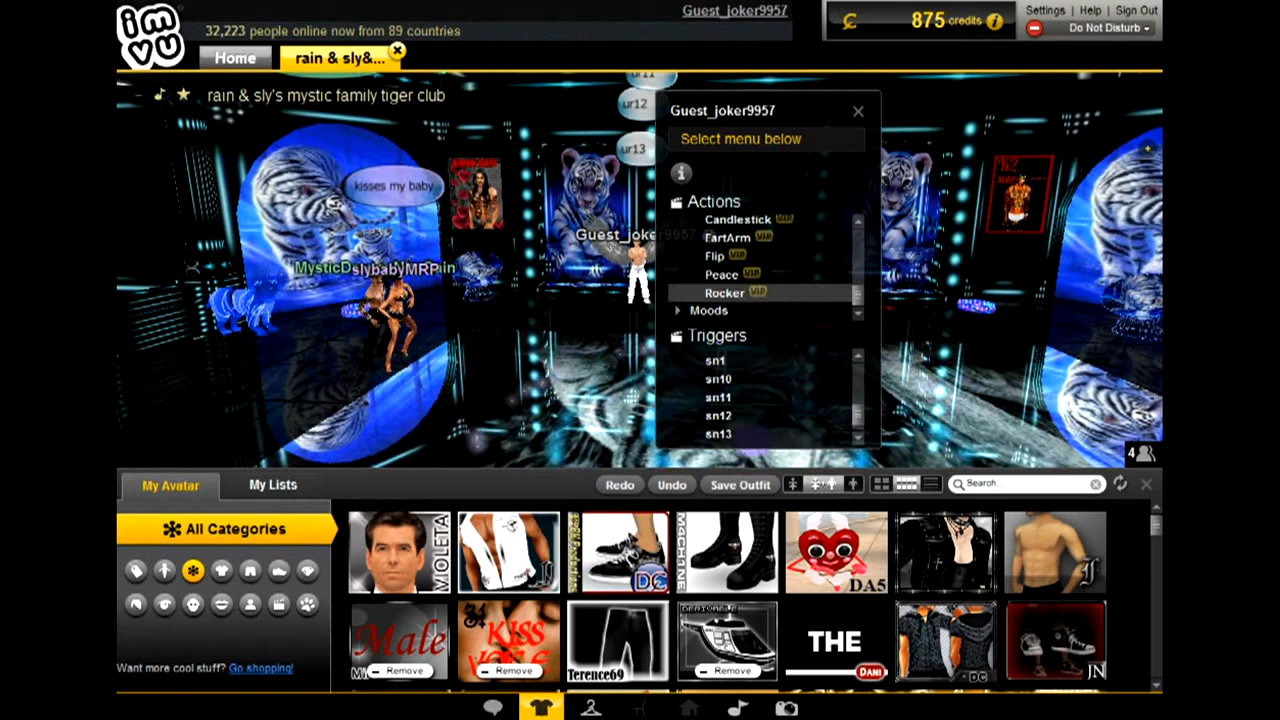 imvu
32,223 people online now from 89 countries
Guest_joker9957
875 credits
Settings | Help | Sign Out
Do Not Disturb
Home
rain & sly&...
rain & sly's mystic family tiger club
ur11
ur12
ur13
kisses my baby
Guest_joker9957
Guest_joker9957
Select menu below
Actions
Candlestick VIP
FartArm VIP
Flip VIP
Peace VIP
Rocker VIP
Moods
Triggers
sn1
sn10
sn11
sn12
sn13
slybabyMRP
4
My Avatar
My Lists
Redo
Undo
Save Outfit
Search...
All Categories
VIOLETA
DC
MACH1NE
DA5
Male
Remove
KISS
Remove
Terence69
DERIVABLE
Remove
THE
DANI
DC
JN
Want more cool stuff? Go shopping!